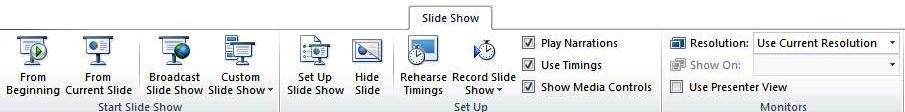 Slide Show
From Beginning
From Current Slide
Broadcast Slide Show
Custom Slide Show
Start Slide Show
Set Up Slide Show
Hide Slide
Rehearse Timings
Record Slide Show
Play Narrations
Use Timings
Show Media Controls
Set Up
Resolution: Use Current Resolution
Show On:
Use Presenter View
Monitors